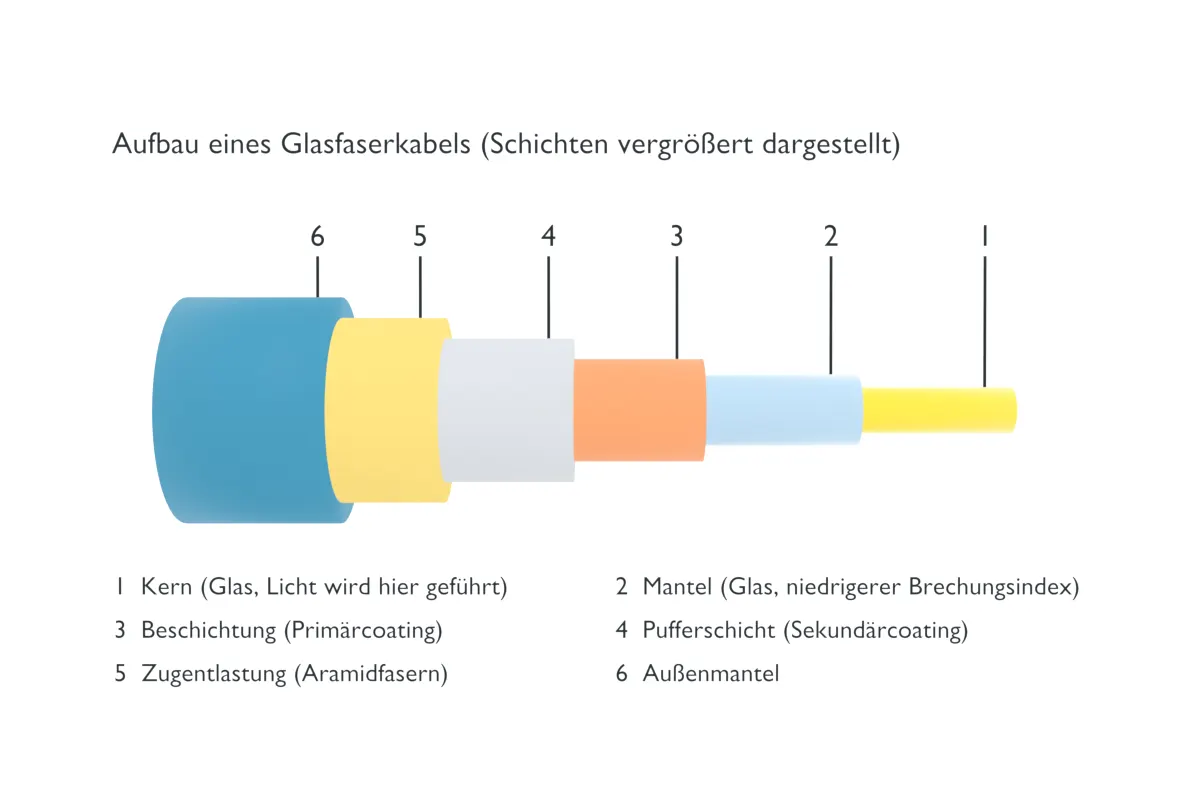 Aufbau eines Glasfaserkabels (Schichten vergrößert dargestellt)
6 5 4 3 2 1
1 Kern (Glas, Licht wird hier geführt) 2 Mantel (Glas, niedrigerer Brechungsindex)
3 Beschichtung (Primärcoating) 4 Pufferschicht (Sekundärcoating)
5 Zugentlastung (Aramidfasern) 6 Außenmantel